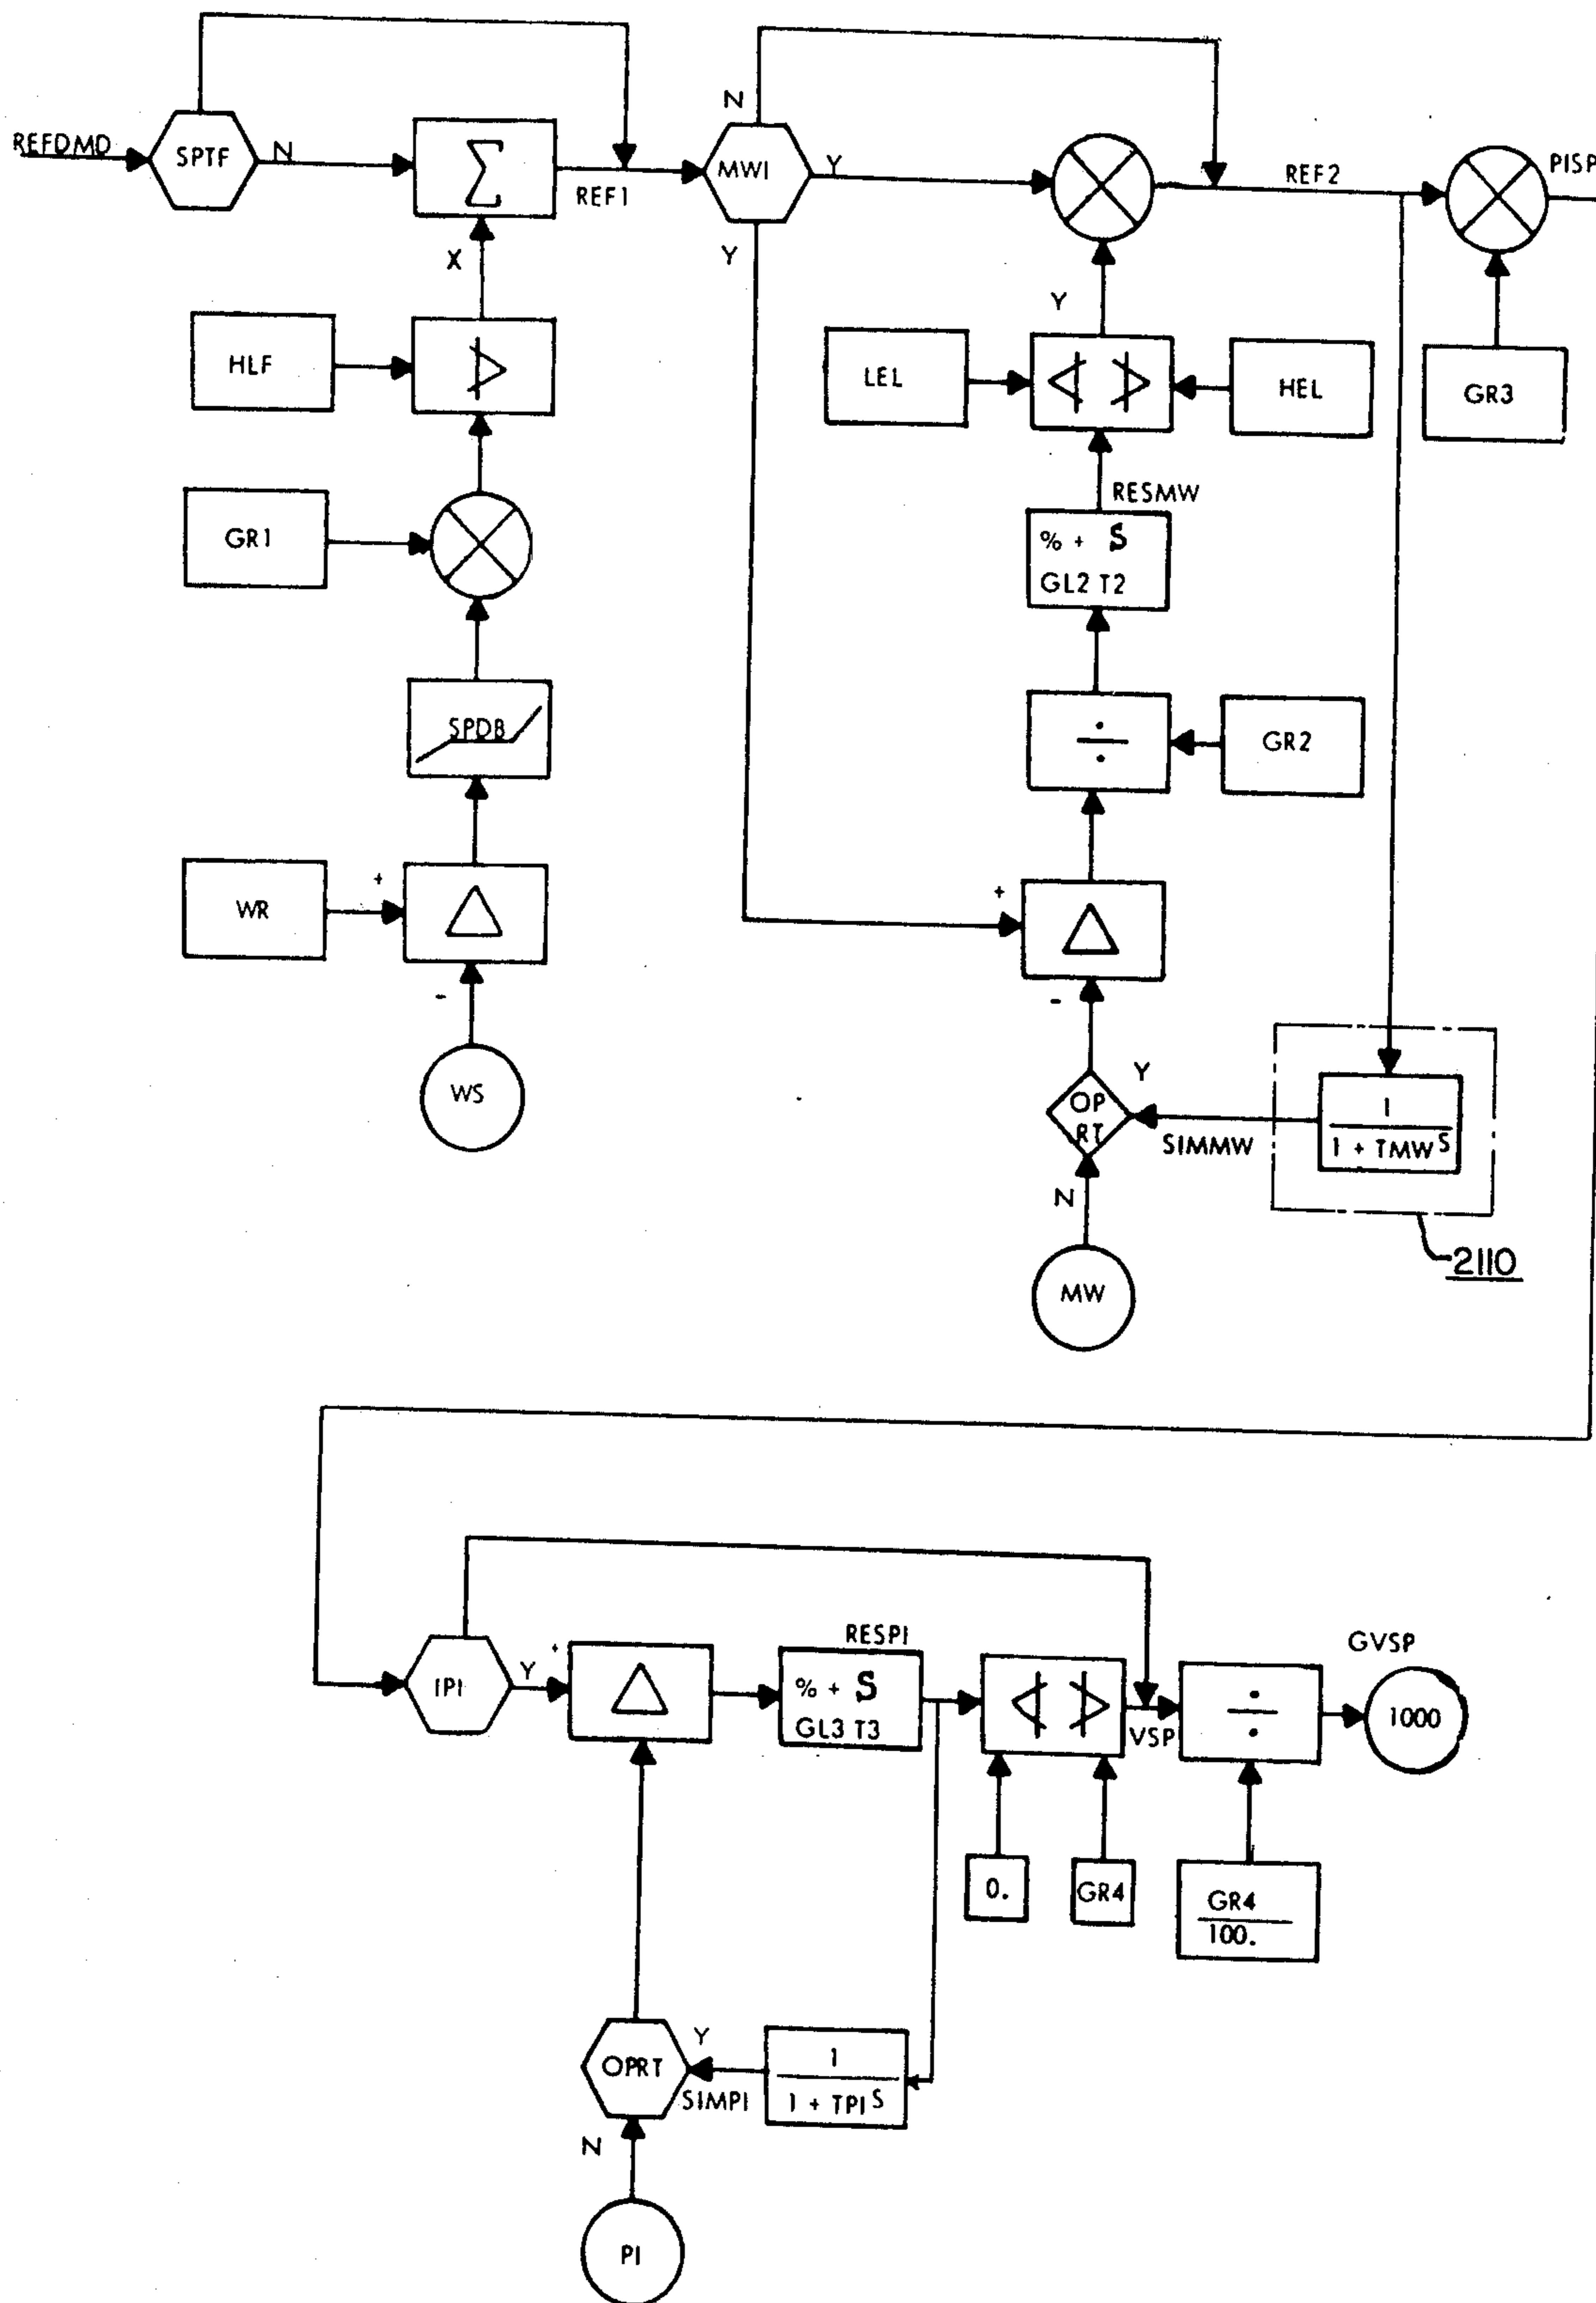 REFDMD
SPTF
N
Σ
REF1
N
MWI
Y
Y
REF2
PISP
X
HLF
Y
LEL
HEL
GR3
GR1
RESMW
% + S
GL2 T2
SPDB
÷
GR2
WR
+
△
-
WS
+
△
-
OP
RT
Y
SIMMW
1
1 + TMW S
N
MW
2110
IPI
Y
+
△
RESPI
% + S
GL3 T3
VSP
÷
GVSP
1000
0.
GR4
GR4
100.
OPRT
Y
SIMPI
1
1 + TPI S
N
PI